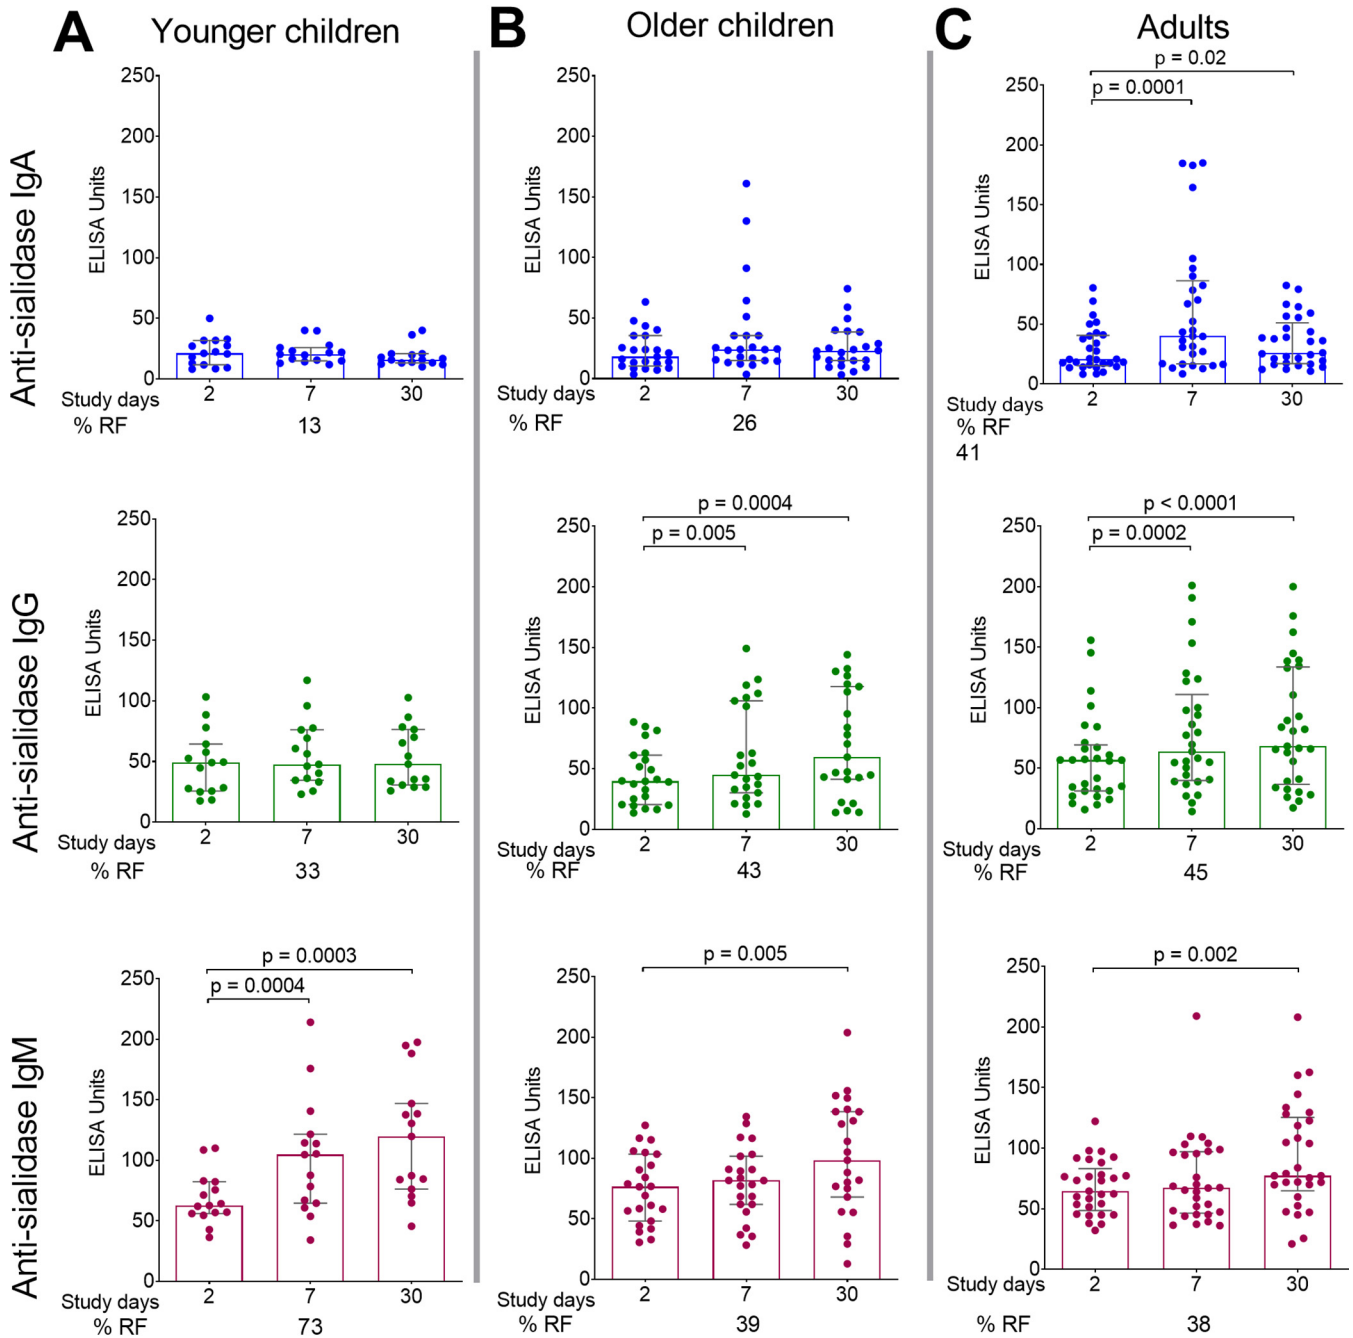 A Younger children
B Older children
C Adults
Anti-sialidase IgA
ELISA Units
250
200
150
100
50
0
Study days 2 7 30
% RF 13
ELISA Units
250
200
150
100
50
0
Study days 2 7 30
% RF 26
p = 0.02
p = 0.0001
ELISA Units
250
200
150
100
50
0
Study days 2 7 30
% RF
41
Anti-sialidase IgG
ELISA Units
250
200
150
100
50
0
Study days 2 7 30
% RF 33
p = 0.0004
p = 0.005
ELISA Units
250
200
150
100
50
0
Study days 2 7 30
% RF 43
p < 0.0001
p = 0.0002
ELISA Units
250
200
150
100
50
0
Study days 2 7 30
% RF 45
Anti-sialidase IgM
p = 0.0003
p = 0.0004
ELISA Units
250
200
150
100
50
0
Study days 2 7 30
% RF 73
p = 0.005
ELISA Units
250
200
150
100
50
0
Study days 2 7 30
% RF 39
p = 0.002
ELISA Units
250
200
150
100
50
0
Study days 2 7 30
% RF 38